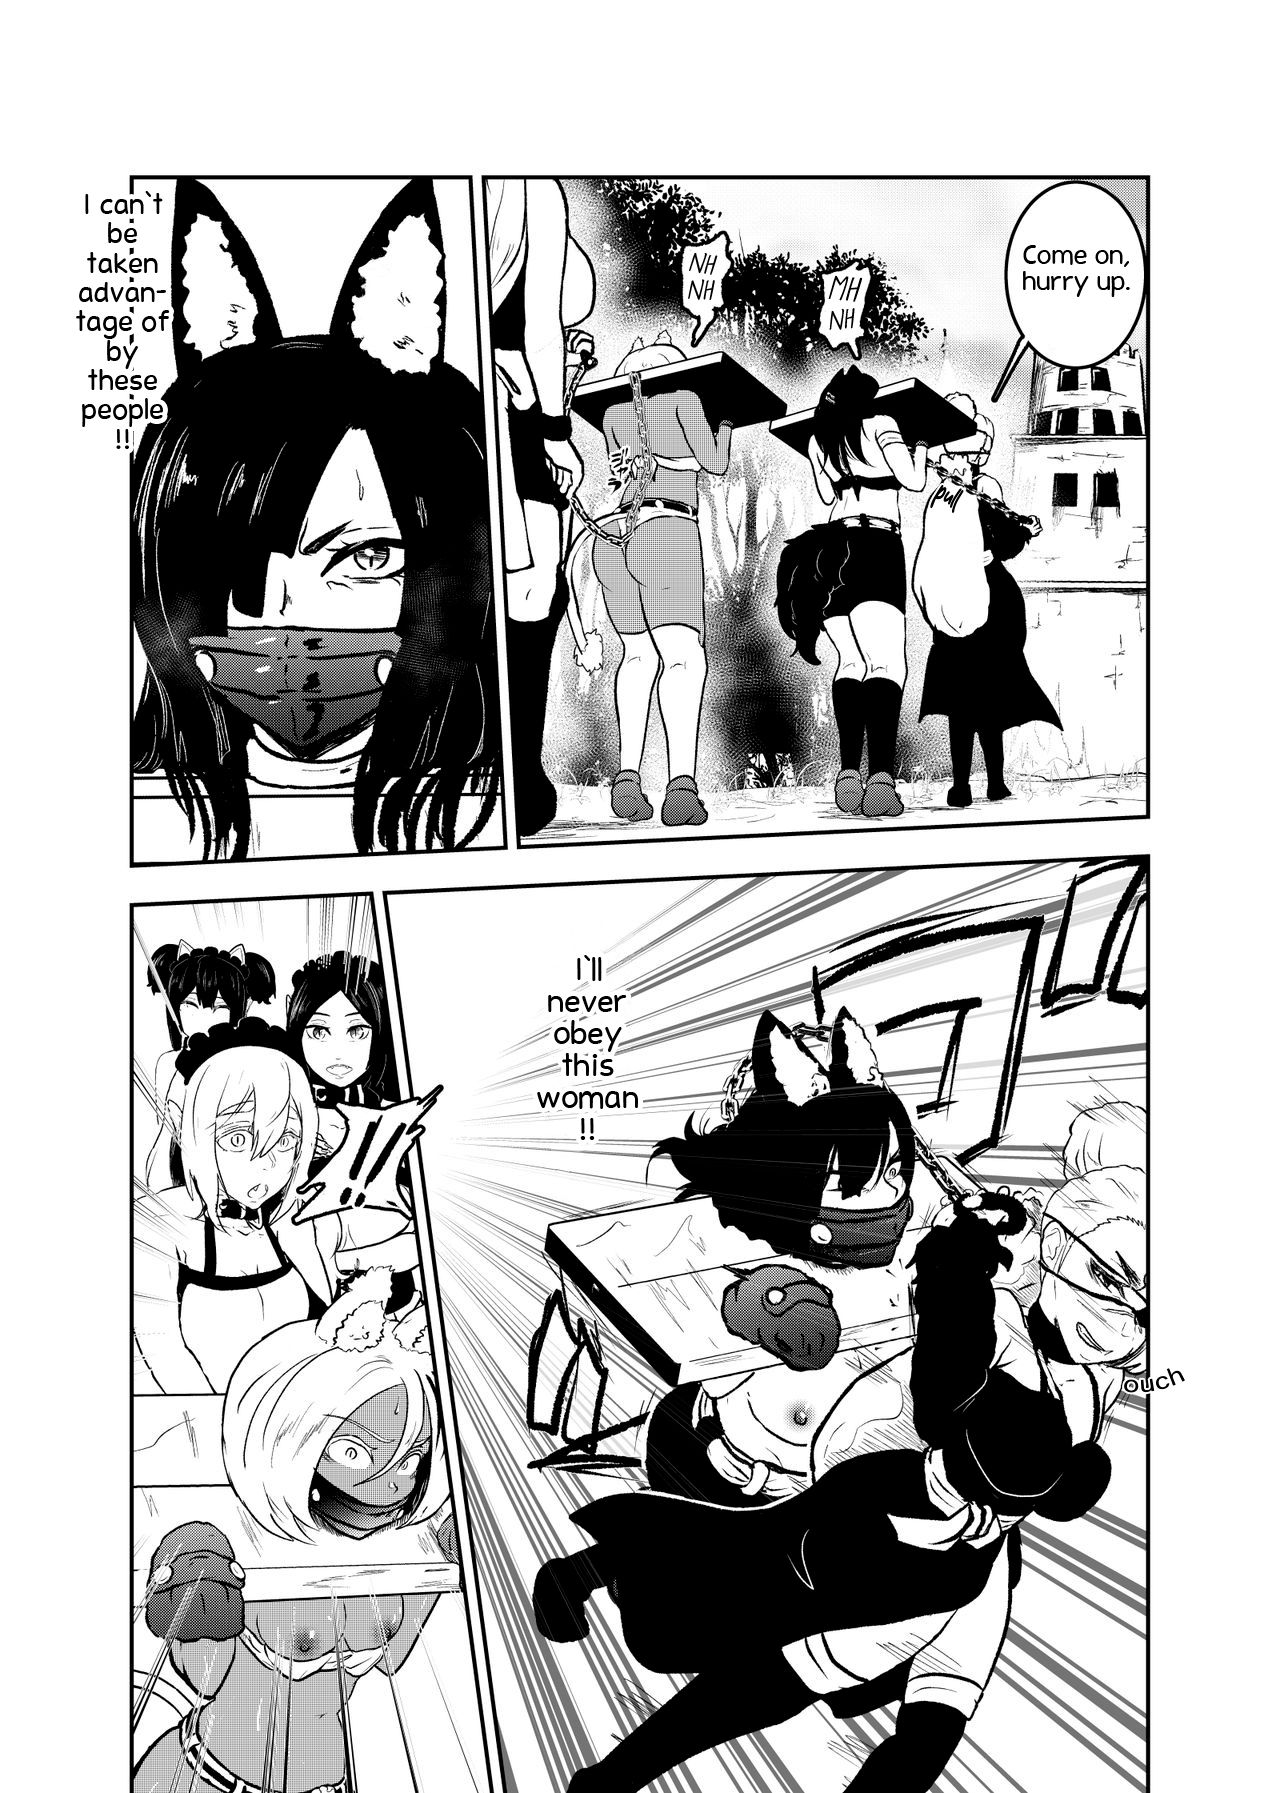 Come on,
hurry up.
MH
NH
NH
NH
pull
I can`t
be
taken
advan-
tage of
by
these
people
!!
I`ll
never
obey
this
woman
!!
ouch
!!